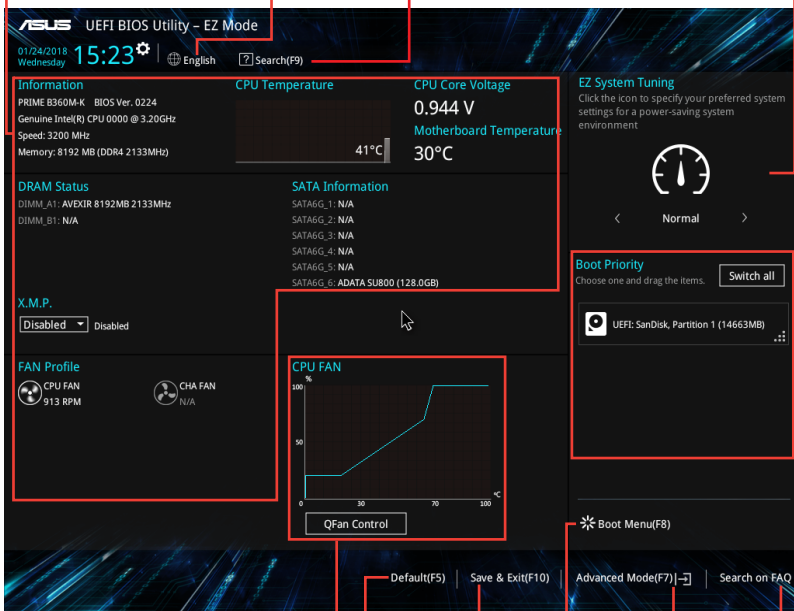 ASUS UEFI BIOS Utility – EZ Mode
01/24/2018
Wednesday
15:23
English
Search(F9)
Information
PRIME B360M-K BIOS Ver. 0224
Genuine Intel(R) CPU 0000 @ 3.20GHz
Speed: 3200 MHz
Memory: 8192 MB (DDR4 2133MHz)
CPU Temperature
41°C
CPU Core Voltage
0.944 V
Motherboard Temperature
30°C
EZ System Tuning
Click the icon to specify your preferred system
settings for a power-saving system
environment
Normal
DRAM Status
DIMM_A1: AVEXIR 8192MB 2133MHz
DIMM_B1: N/A
SATA Information
SATA6G_1: N/A
SATA6G_2: N/A
SATA6G_3: N/A
SATA6G_4: N/A
SATA6G_5: N/A
SATA6G_6: ADATA SU800 (128.0GB)
X.M.P.
Disabled Disabled
Boot Priority
Choose one and drag the items.
Switch all
UEFI: SanDisk, Partition 1 (14663MB)
FAN Profile
CPU FAN
913 RPM
CHA FAN
N/A
CPU FAN
%
100
50
0 30 70 100
°C
QFan Control
Boot Menu(F8)
Default(F5)
Save & Exit(F10)
Advanced Mode(F7)
Search on FAQ